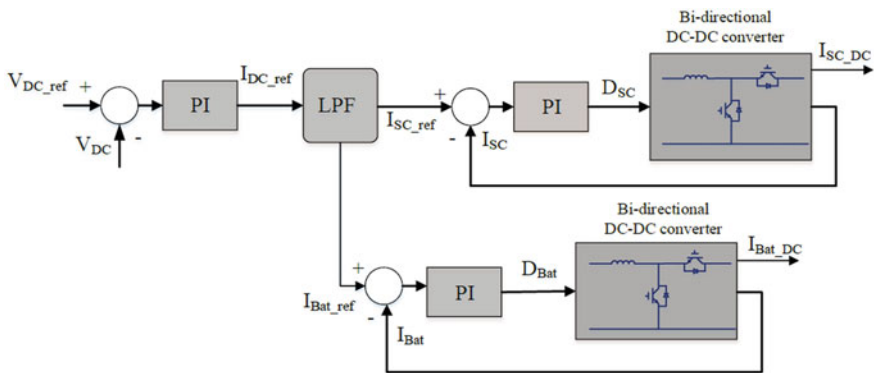 Bi-directional
DC-DC converter
V_DC_ref
+
-
V_DC
PI
I_DC_ref
LPF
I_SC_ref
+
-
I_SC
PI
D_SC
I_SC_DC
Bi-directional
DC-DC converter
I_Bat_ref
+
-
I_Bat
PI
D_Bat
I_Bat_DC